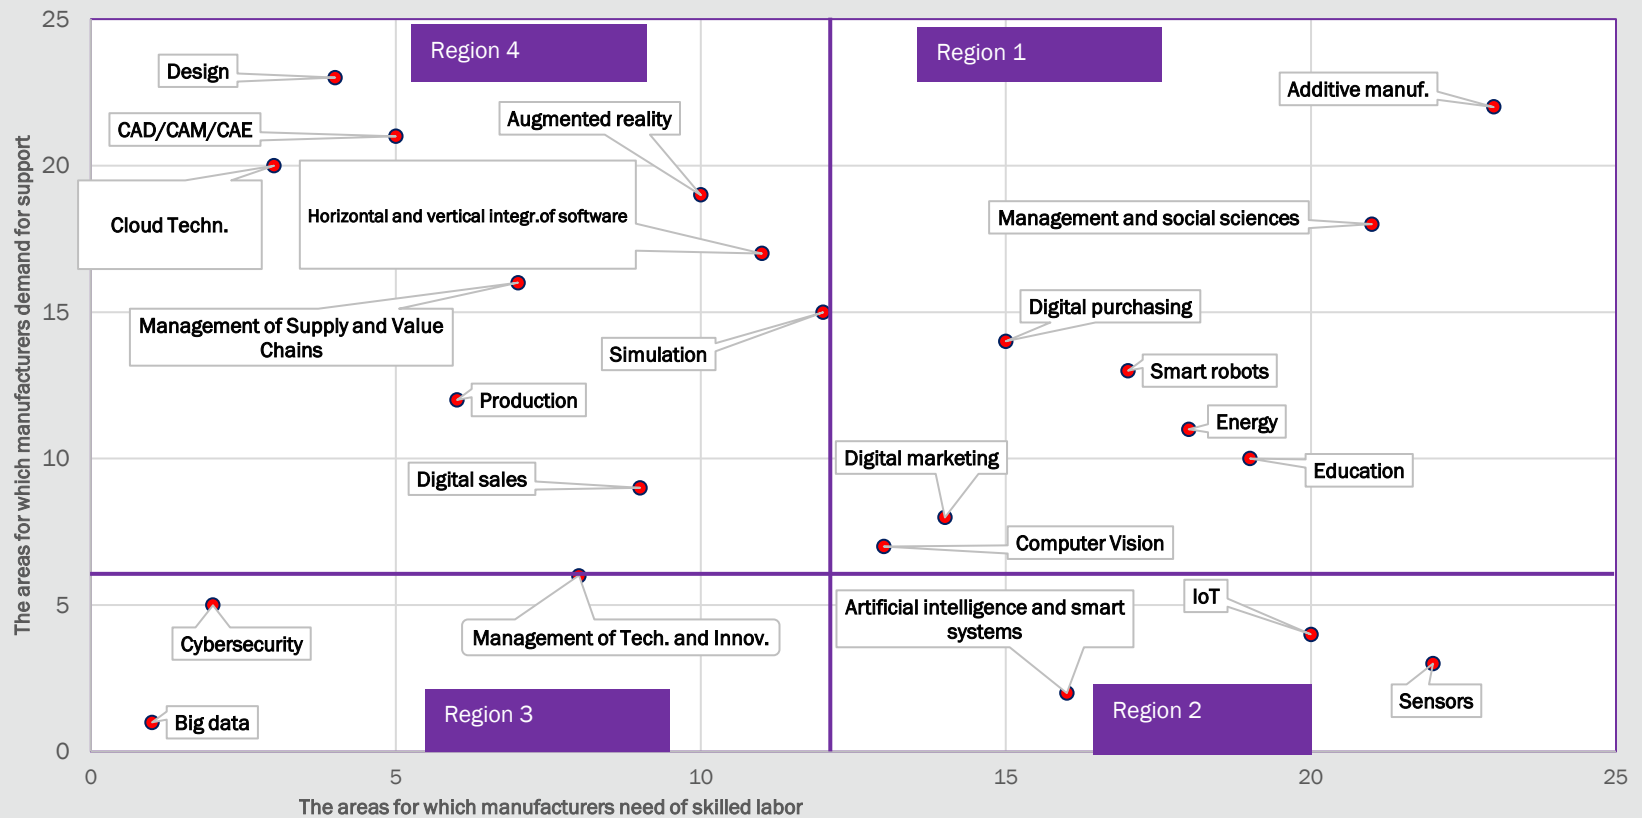 25
Region 4
Region 1
Design
Additive manuf.
Augmented reality
CAD/CAM/CAE
20
Horizontal and vertical integr.of software
Management and social sciences
Cloud Techn.
15
Digital purchasing
Management of Supply and Value
Chains
Simulation
Smart robots
Production
Energy
10
Digital marketing
Education
Digital sales
Computer Vision
5
IoT
Artificial intelligence and smart
systems
Cybersecurity
Management of Tech. and Innov.
Sensors
Region 3
Region 2
Big data
0
0 5 10 15 20 25
The areas for which manufacturers need of skilled labor
The areas for which manufacturers demand for support